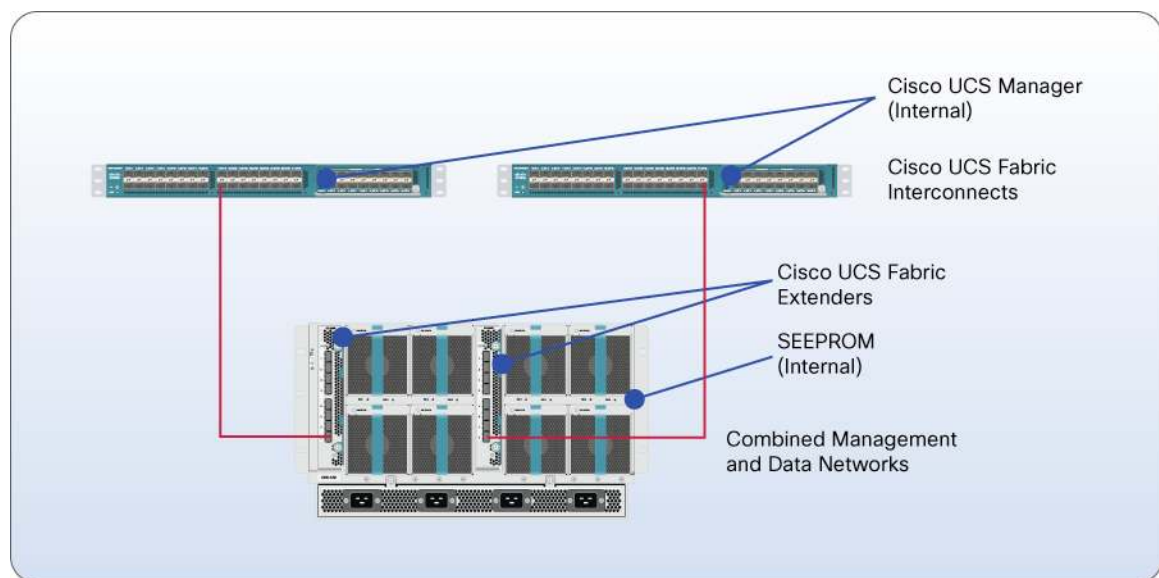 Cisco UCS Manager
(Internal)
Cisco UCS Fabric
Interconnects
Cisco UCS Fabric
Extenders
SEEPROM
(Internal)
Combined Management
and Data Networks